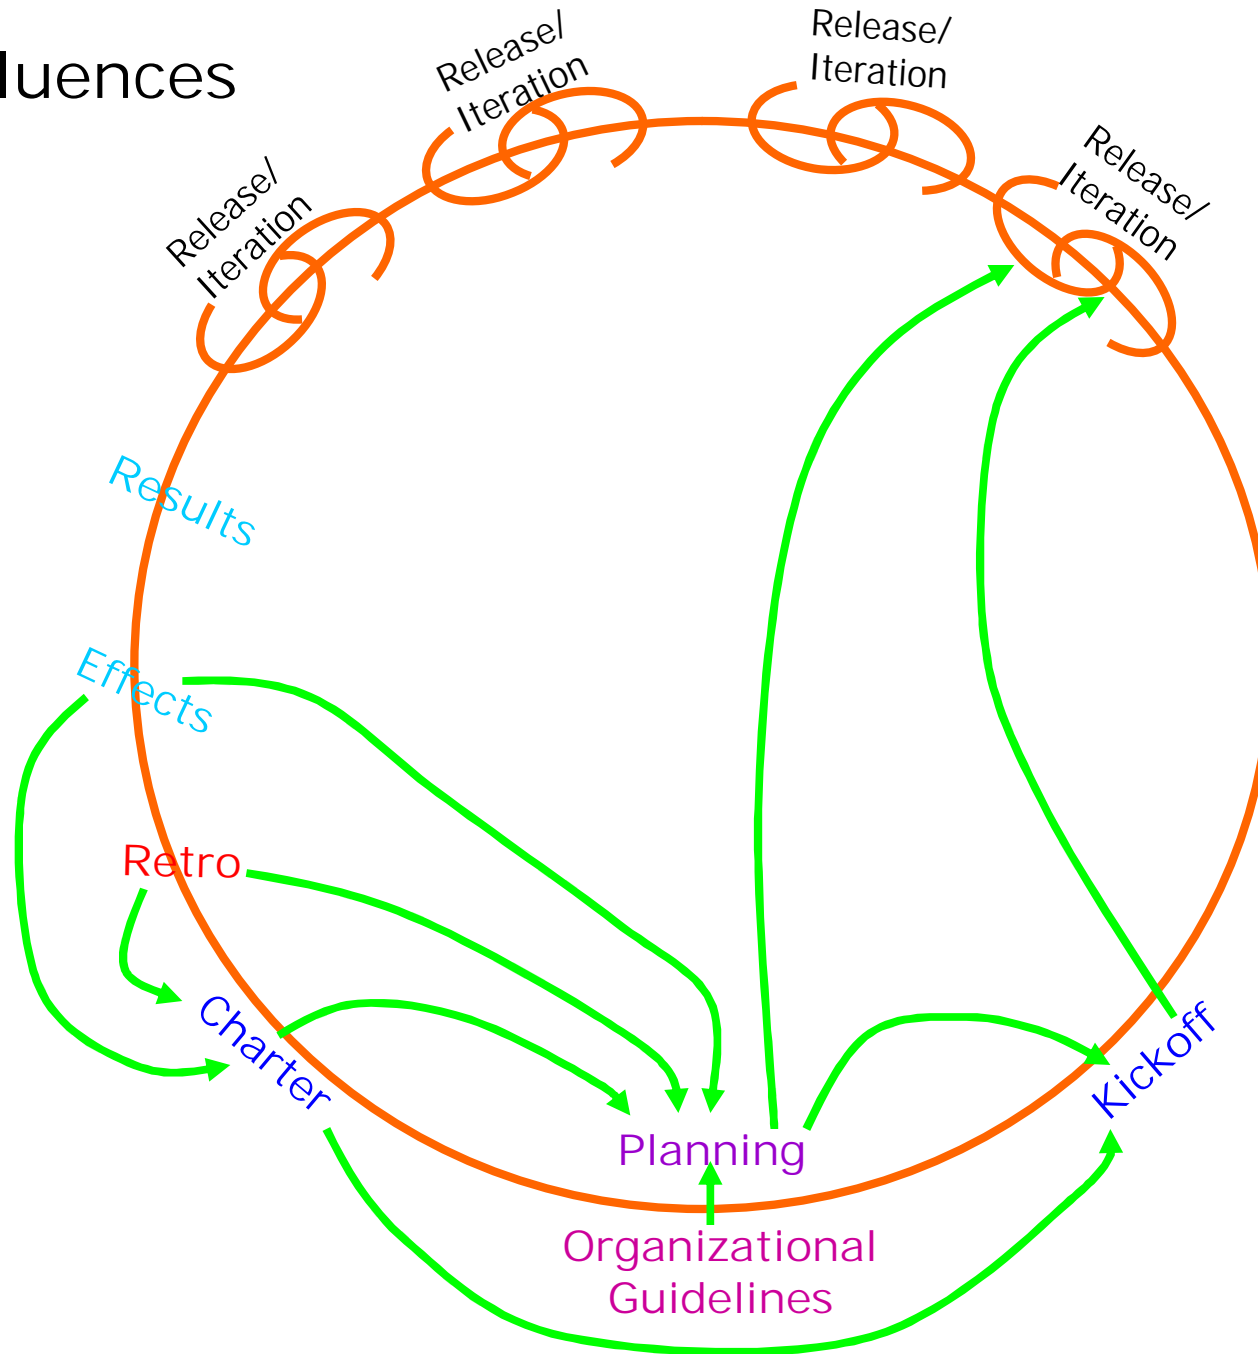 luences
Release/
Iteration
Release/
Iteration
Release/
Iteration
Release/
Iteration
Results
Effects
Retro
Charter
Kickoff
Planning
Organizational
Guidelines